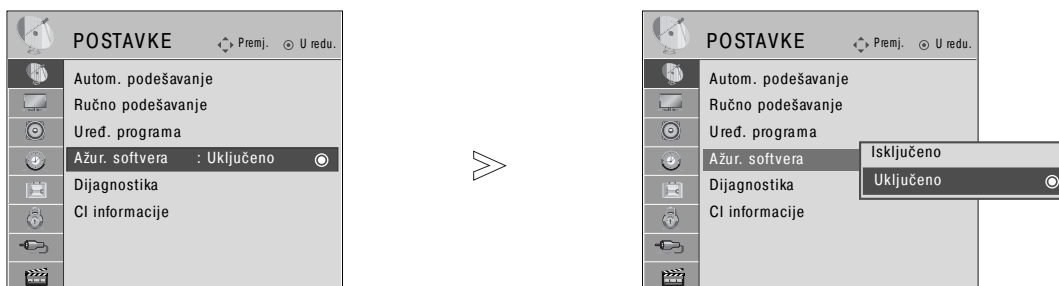 POSTAVKE Premj. U redu.
Autom. podešavanje
Ručno podešavanje
Uređ. programa
Ažur. softvera : Uključeno
Dijagnostika
CI informacije
POSTAVKE Premj. U redu.
Autom. podešavanje
Ručno podešavanje
Uređ. programa
Ažur. softvera
Isključeno
Uključeno
Dijagnostika
CI informacije